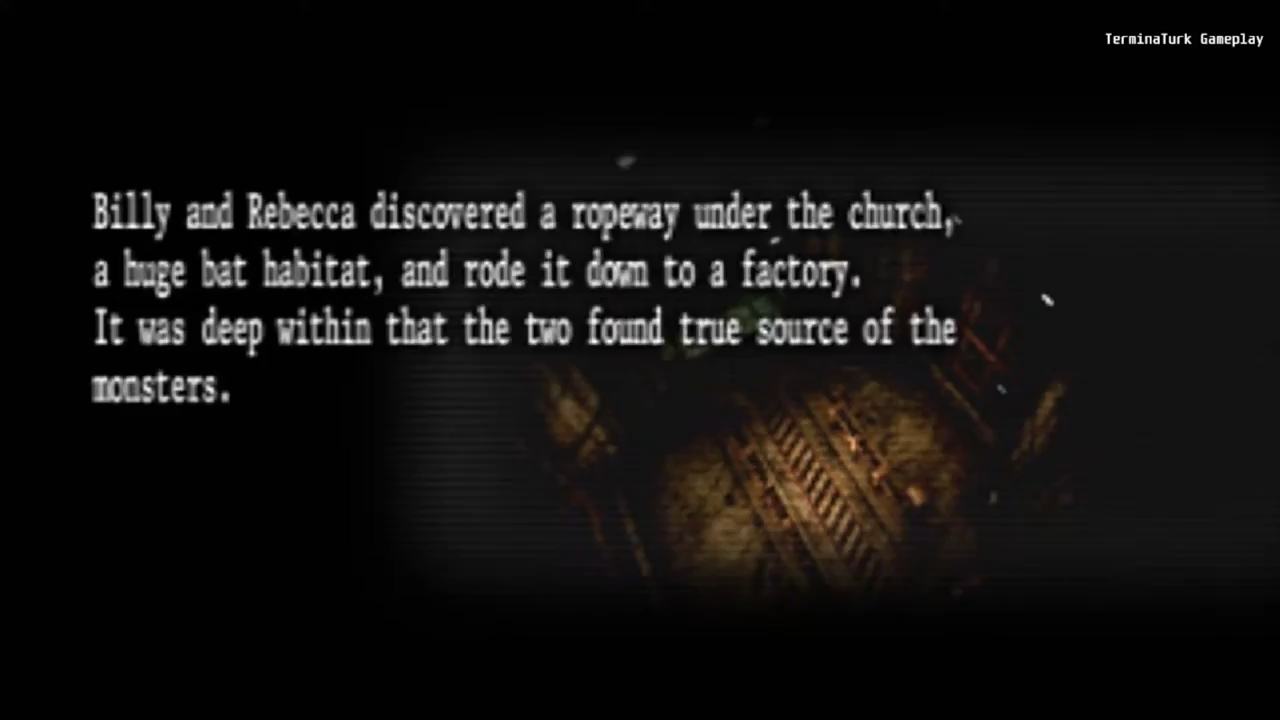 TerminaTurk Gameplay
Billy and Rebecca discovered a ropeway under the church,
a huge bat habitat, and rode it down to a factory.
It was deep within that the two found true source of the
monsters.